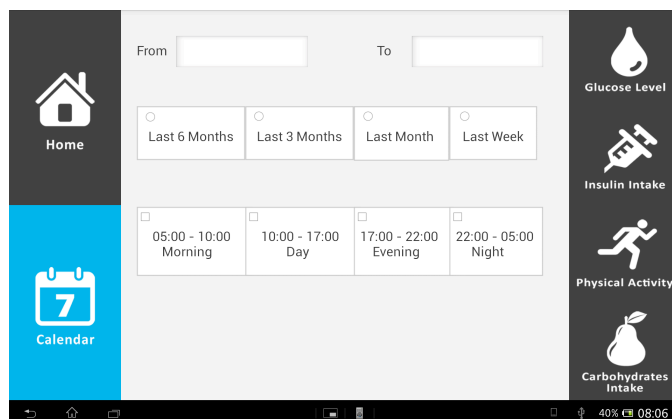 From
To
Home
Last 6 Months
Last 3 Months
Last Month
Last Week
05:00 - 10:00
Morning
10:00 - 17:00
Day
17:00 - 22:00
Evening
22:00 - 05:00
Night
7
Calendar
Glucose Level
Insulin Intake
Physical Activity
Carbohydrates
Intake
40%
08:06